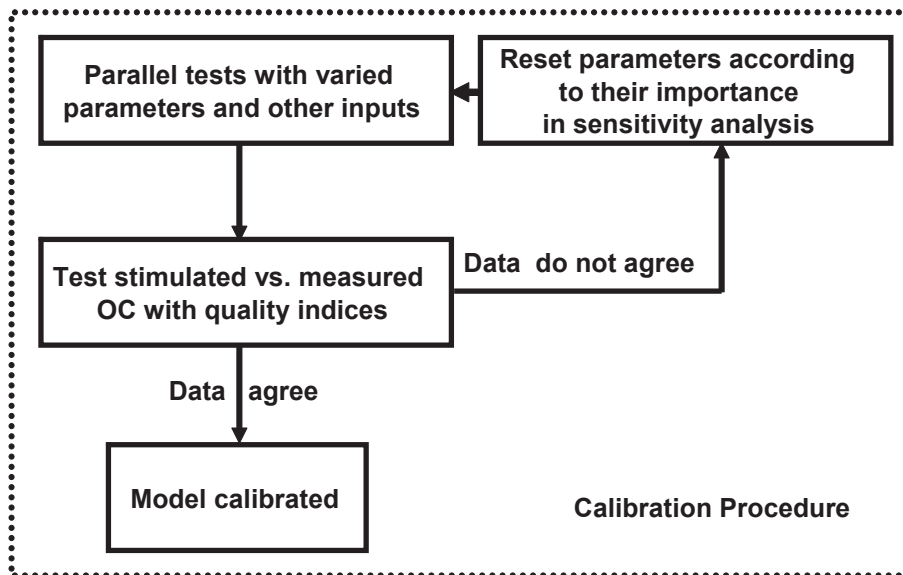 Parallel tests with varied
parameters and other inputs
Reset parameters according
to their importance
in sensitivity analysis
Test stimulated vs. measured
OC with quality indices
Data do not agree
Data agree
Model calibrated
Calibration Procedure